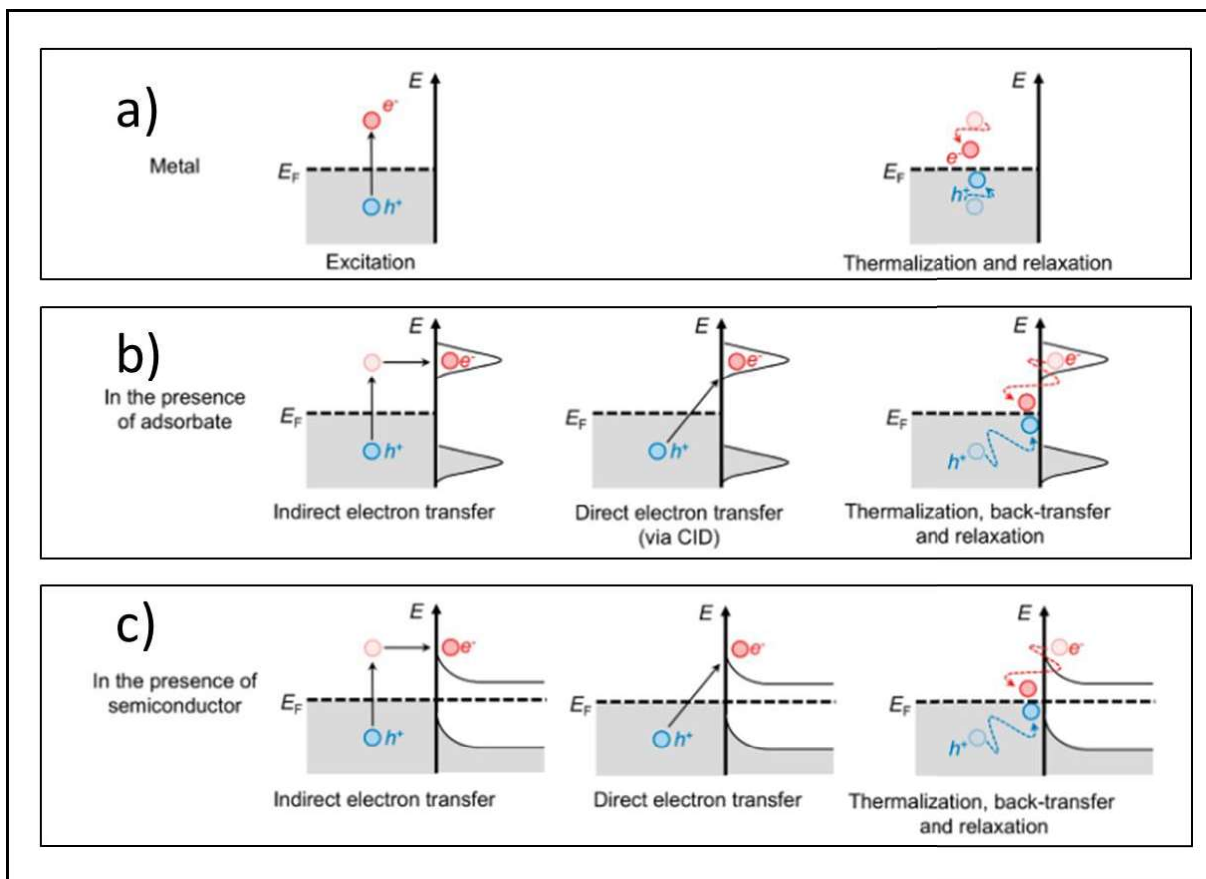 a)
Metal
E
e-
EF
h+
Excitation
E
e-
EF
h+
Thermalization and relaxation
b)
In the presence
of adsorbate
E
e-
EF
h+
Indirect electron transfer
E
e-
EF
h+
Direct electron transfer
(via CID)
E
e-
EF
h+
Thermalization, back-transfer
and relaxation
c)
In the presence of
semiconductor
E
e-
EF
h+
Indirect electron transfer
E
e-
EF
h+
Direct electron transfer
E
e-
EF
h+
Thermalization, back-transfer
and relaxation